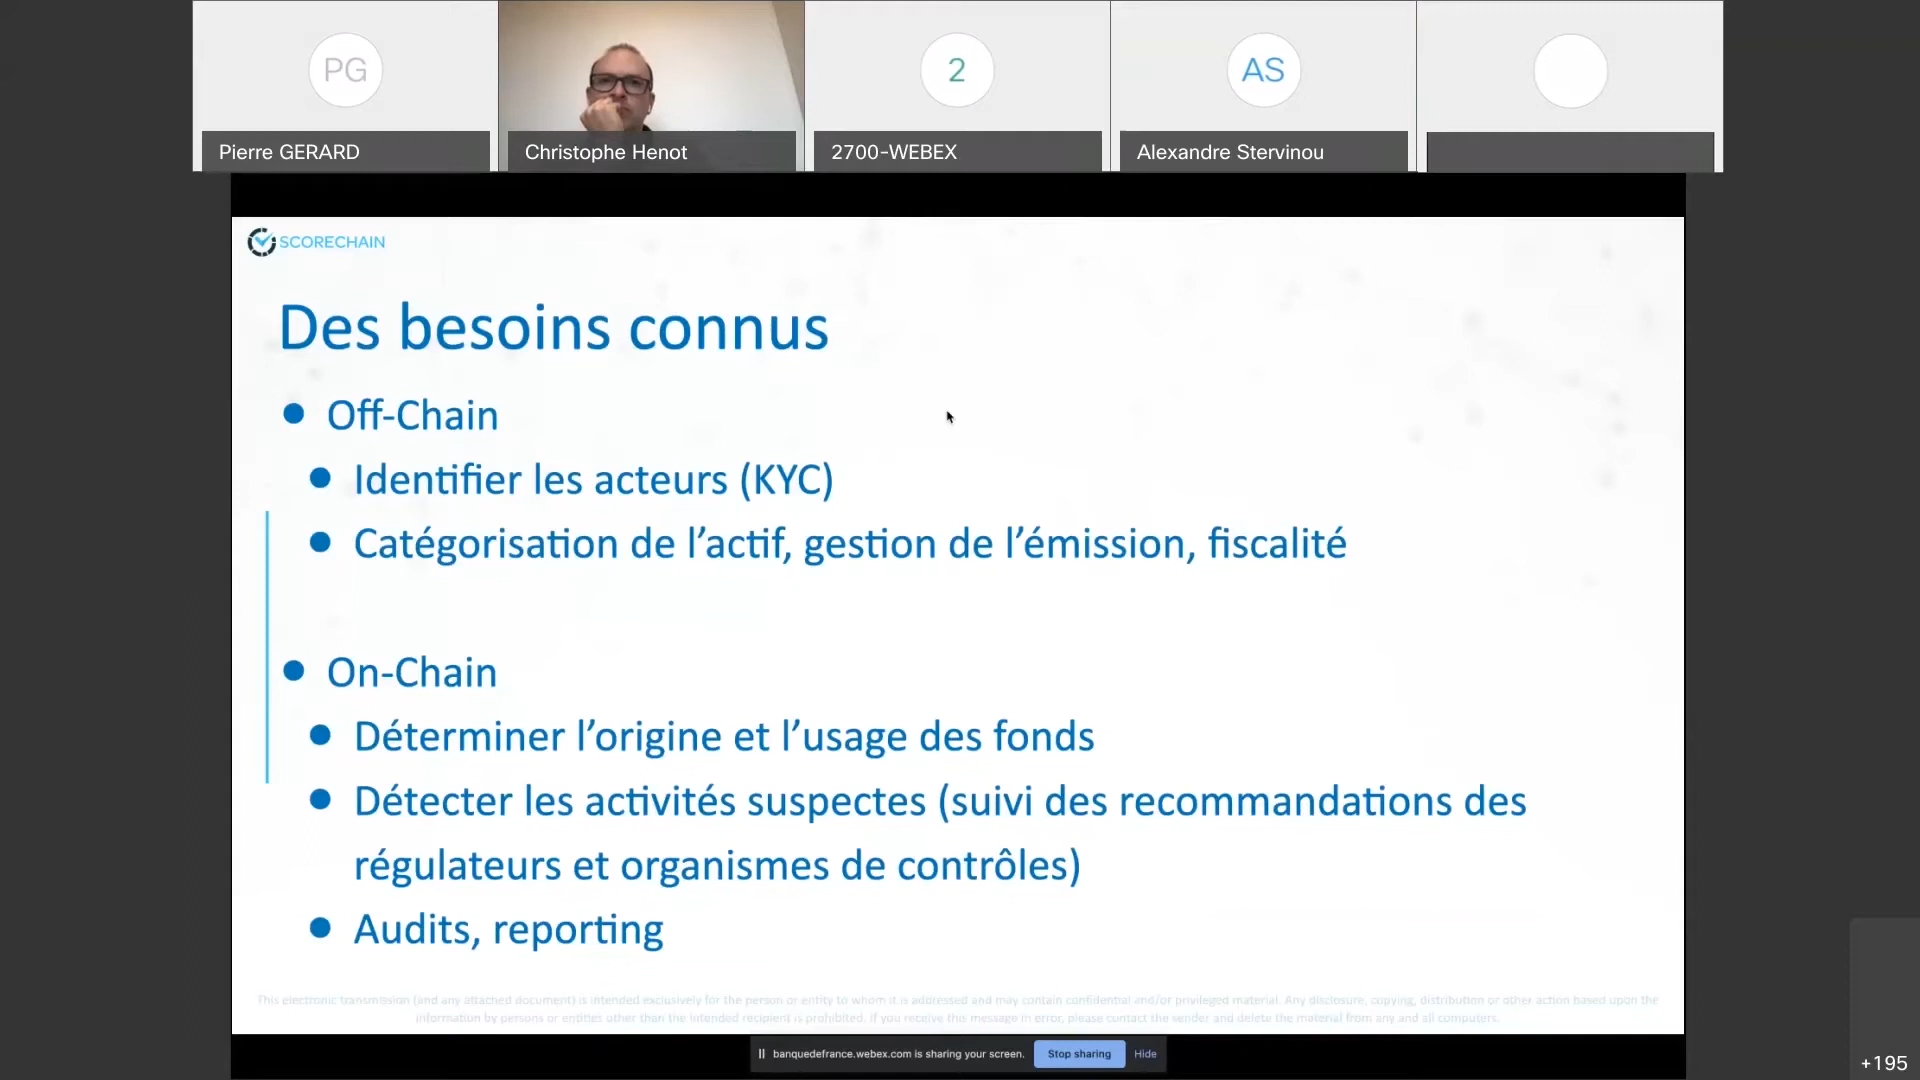 PG
2
AS
Pierre GERARD
Christophe Henot
2700-WEBEX
Alexandre Stervinou
SCORECHAIN
Des besoins connus
Off-Chain
Identifier les acteurs (KYC)
Catégorisation de l’actif, gestion de l’émission, fiscalité
On-Chain
Déterminer l’origine et l’usage des fonds
Détecter les activités suspectes (suivi des recommandations des
régulateurs et organismes de contrôles)
Audits, reporting
This electronic transmission (and any attached document) is intended exclusively for the person or entity to whom it is addressed and may contain confidential and/or privileged material. Any disclosure, copying, distribution or other action based upon the
information by persons or entities other than the intended recipient is prohibited. If you receive this message in error, please contact the sender and delete the material from any and all computers.
banquedefrance.webex.com is sharing your screen.
Stop sharing
Hide
+195